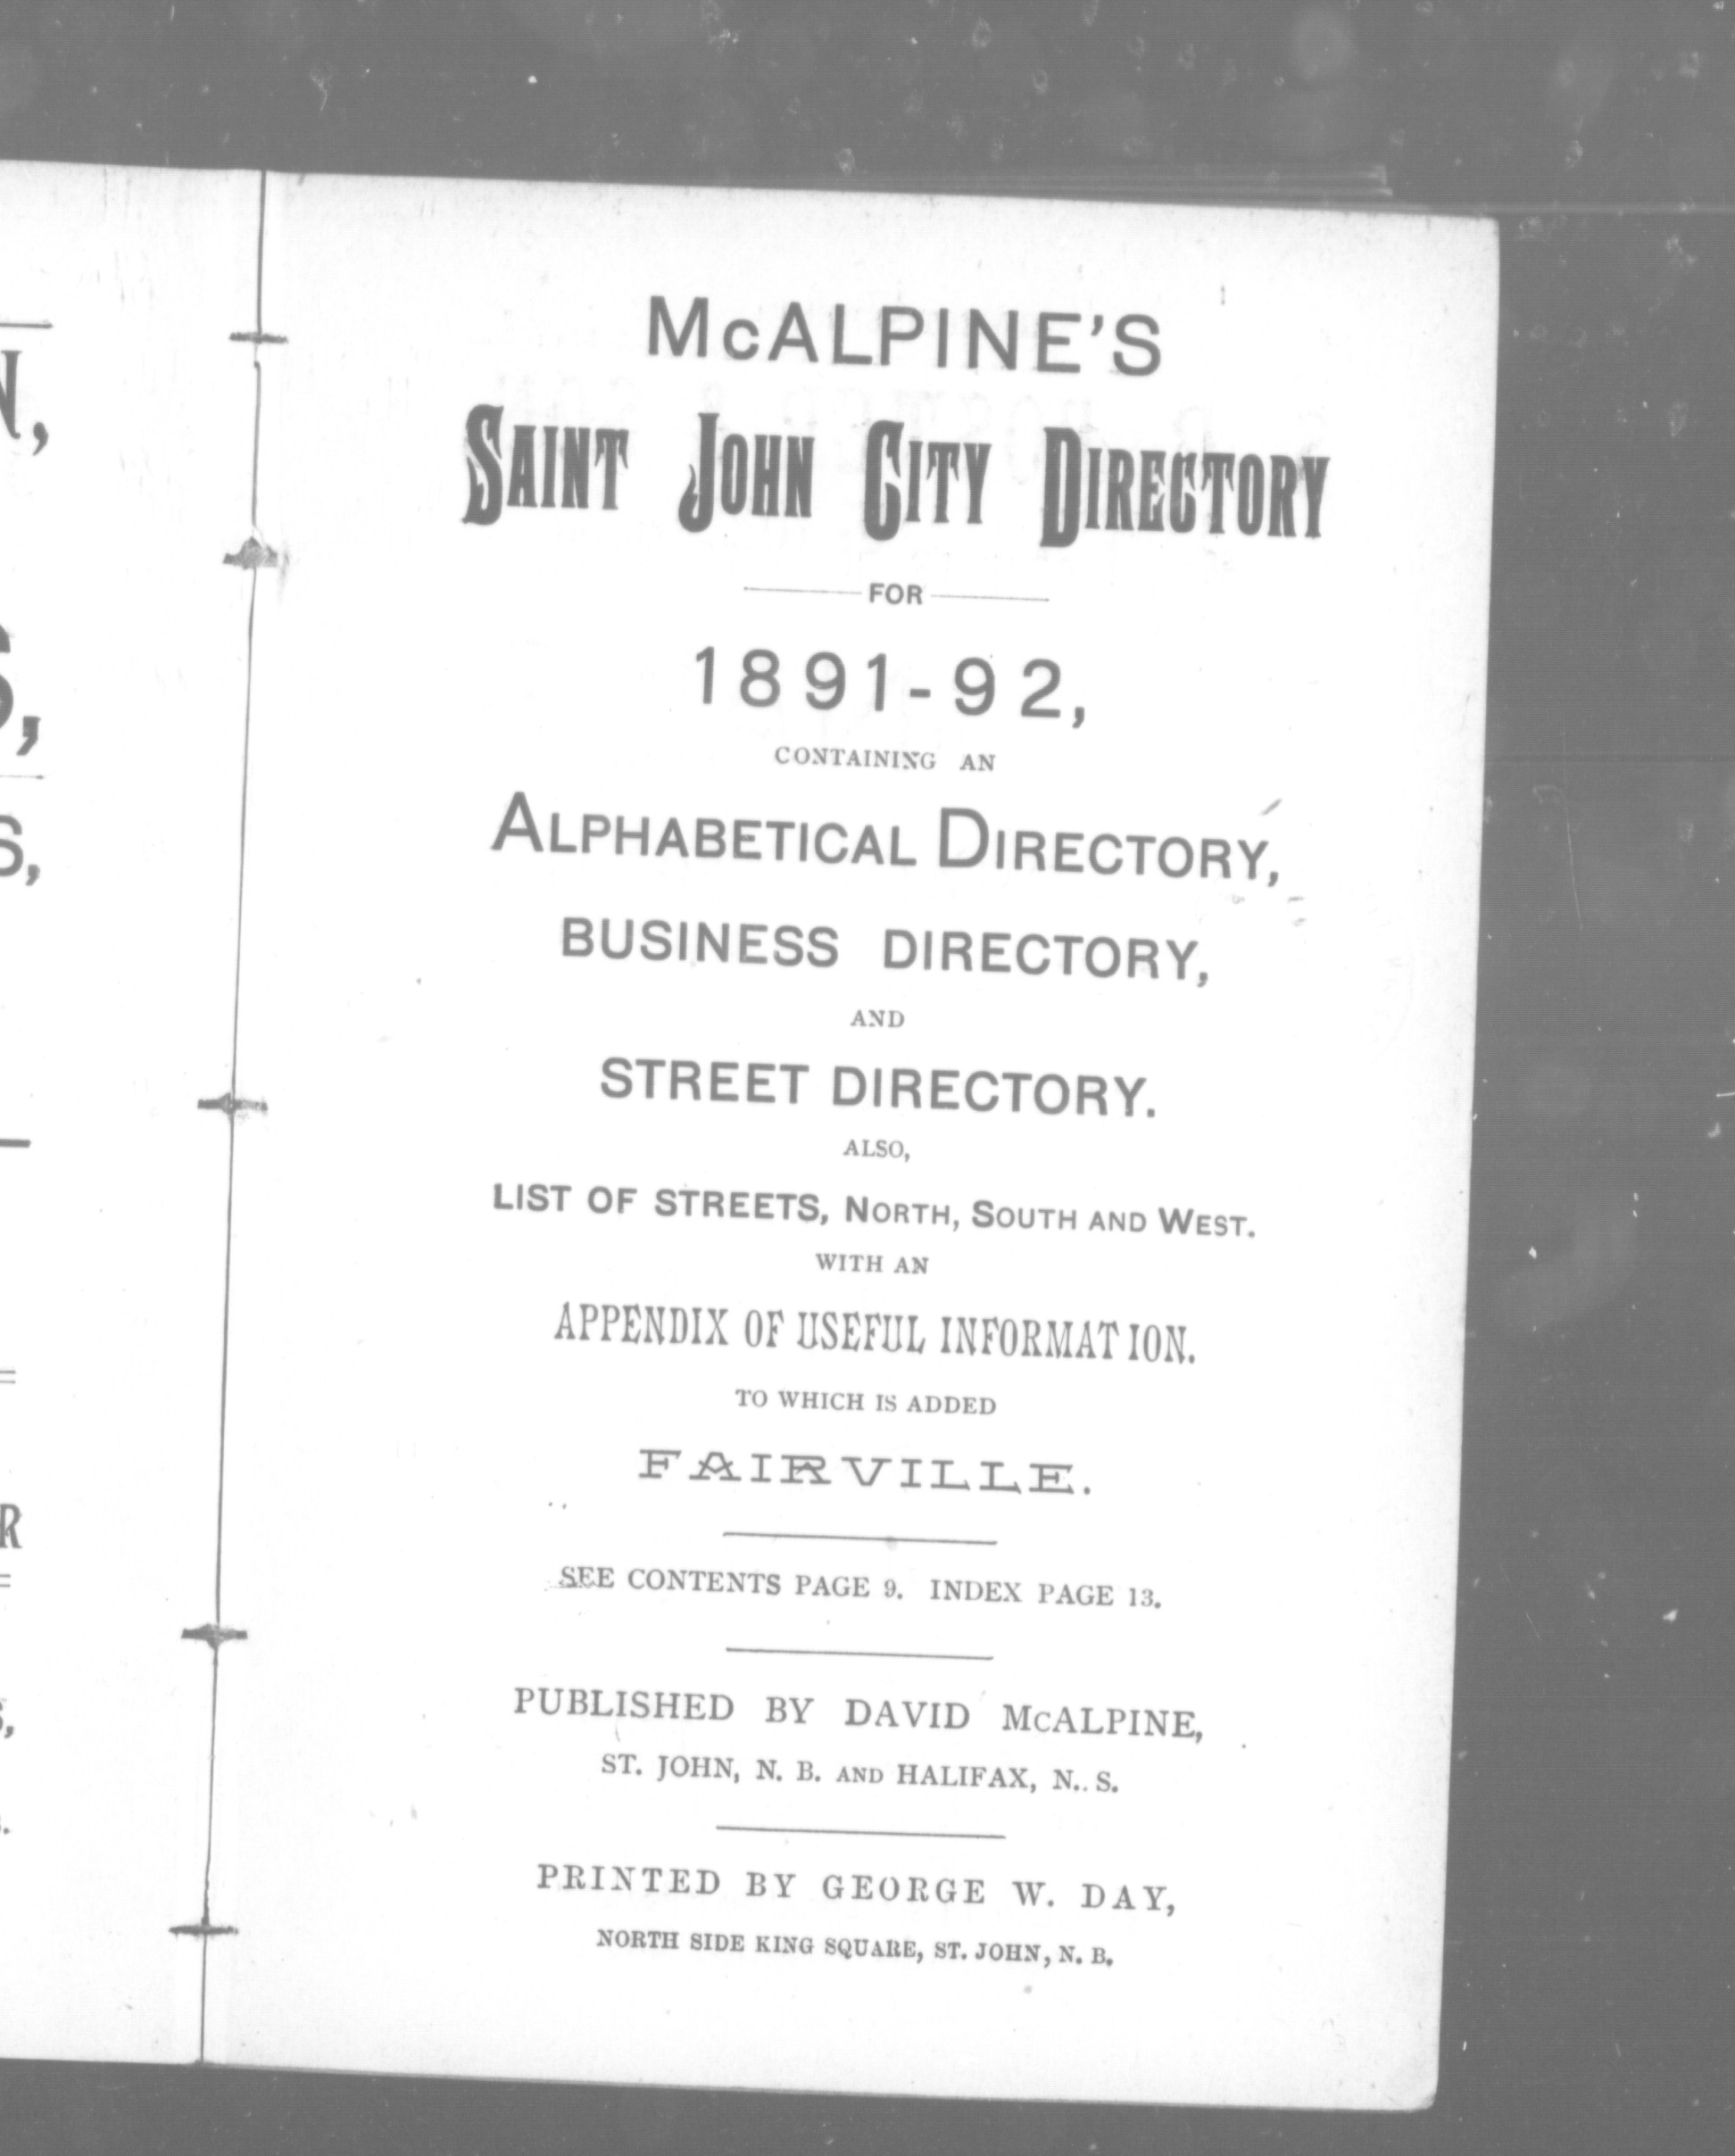 McALPINE'S
SAINT JOHN CITY DIRECTORY
FOR
1891-92,
CONTAINING AN
ALPHABETICAL DIRECTORY,
BUSINESS DIRECTORY,
AND
STREET DIRECTORY.
ALSO,
LIST OF STREETS, NORTH, SOUTH AND WEST.
WITH AN
APPENDIX OF USEFUL INFORMATION.
TO WHICH IS ADDED
FAIRVILLE.
SEE CONTENTS PAGE 9. INDEX PAGE 13.
PUBLISHED BY DAVID McALPINE,
ST. JOHN, N. B. AND HALIFAX, N.. S.
PRINTED BY GEORGE W. DAY,
NORTH SIDE KING SQUARE, ST. JOHN, N. B.